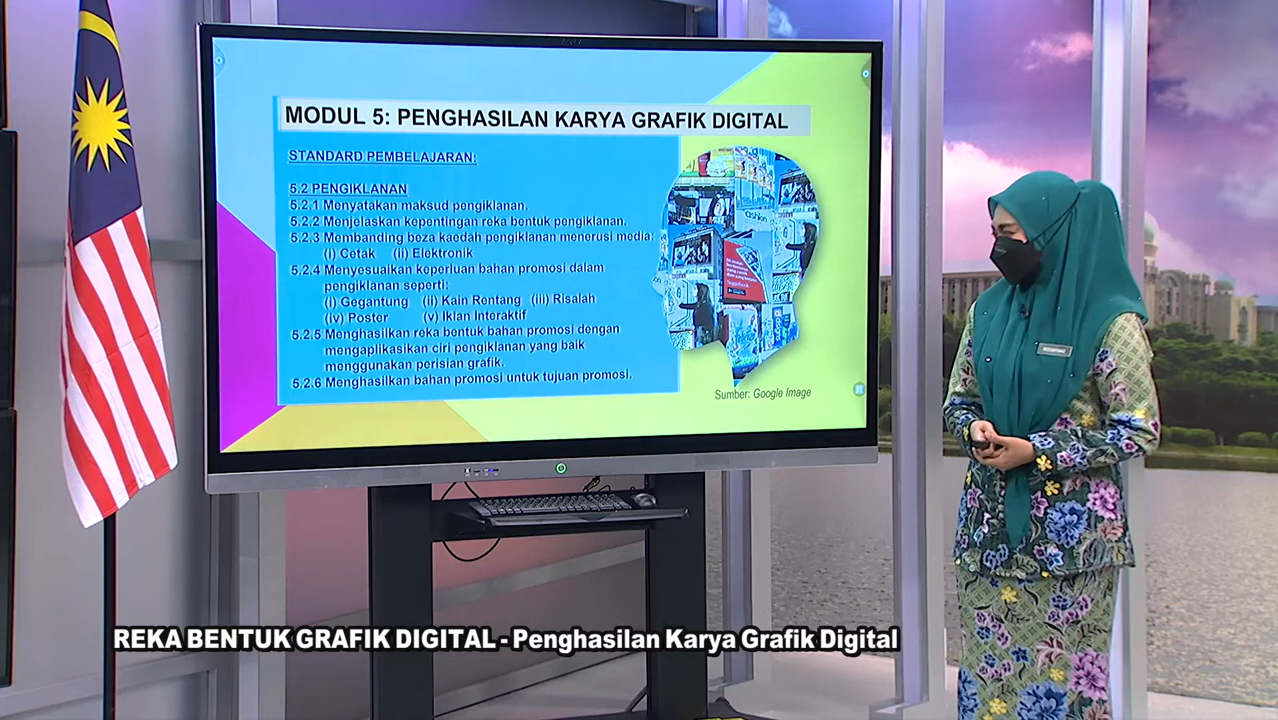 MODUL 5: PENGHASILAN KARYA GRAFIK DIGITAL
STANDARD PEMBELAJARAN:
5.2 PENGIKLANAN
5.2.1 Menyatakan maksud pengiklanan.
5.2.2 Menjelaskan kepentingan reka bentuk pengiklanan.
5.2.3 Membanding beza kaedah pengiklanan menerusi media:
(i) Cetak (ii) Elektronik
5.2.4 Menyesuaikan keperluan bahan promosi dalam
pengiklanan seperti:
(i) Gegantung (ii) Kain Rentang (iii) Risalah
(iv) Poster (v) Iklan Interaktif
5.2.5 Menghasilkan reka bentuk bahan promosi dengan
mengaplikasikan ciri pengiklanan yang baik
menggunakan perisian grafik.
5.2.6 Menghasilkan bahan promosi untuk tujuan promosi.
Sumber: Google Image
REKA BENTUK GRAFIK DIGITAL - Penghasilan Karya Grafik Digital